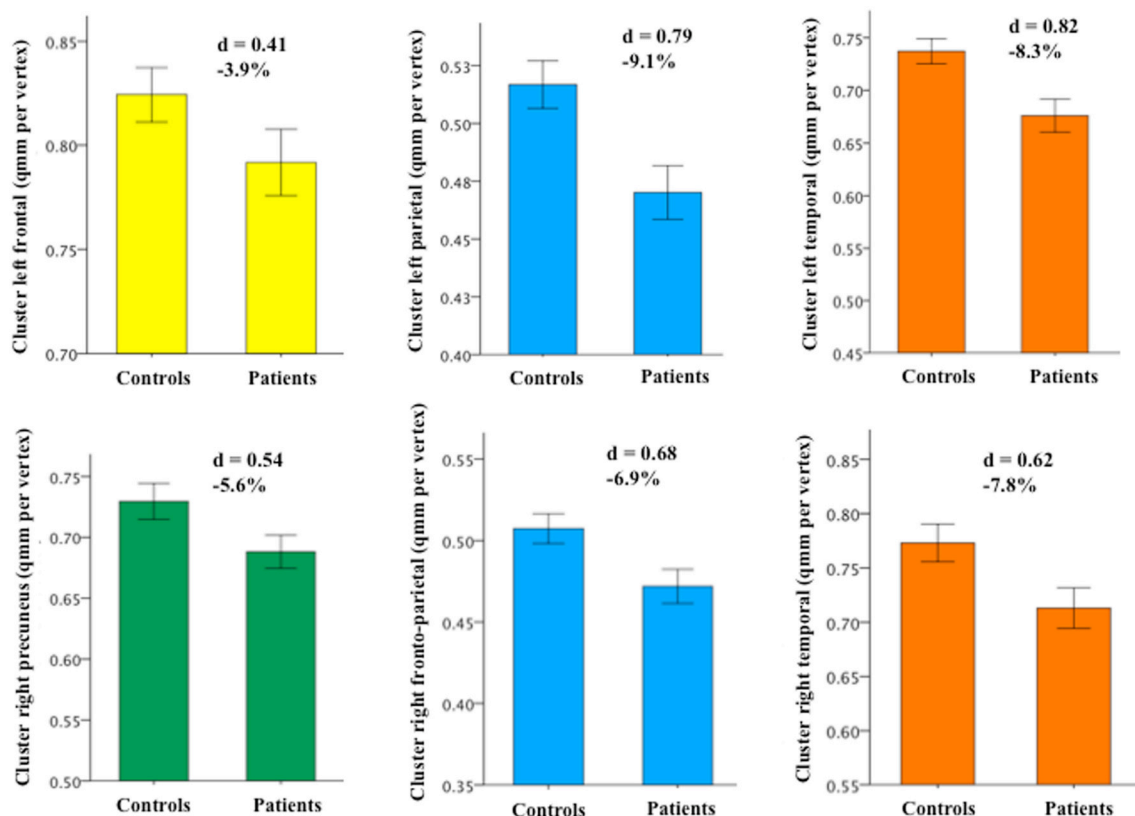 Cluster left frontal (qmm per vertex)
0.85
0.80
0.75
0.70
d = 0.41
-3.9%
Controls Patients
Cluster left parietal (qmm per vertex)
0.53
0.50
0.48
0.45
0.43
0.40
d = 0.79
-9.1%
Controls Patients
Cluster left temporal (qmm per vertex)
0.75
0.70
0.65
0.60
0.55
0.50
0.45
d = 0.82
-8.3%
Controls Patients
Cluster right precuneus (qmm per vertex)
0.75
0.70
0.65
0.60
0.55
0.50
d = 0.54
-5.6%
Controls Patients
Cluster right fronto-parietal (qmm per vertex)
0.55
0.50
0.45
0.40
0.35
d = 0.68
-6.9%
Controls Patients
Cluster right temporal (qmm per vertex)
0.85
0.80
0.75
0.70
0.65
0.60
0.55
d = 0.62
-7.8%
Controls Patients